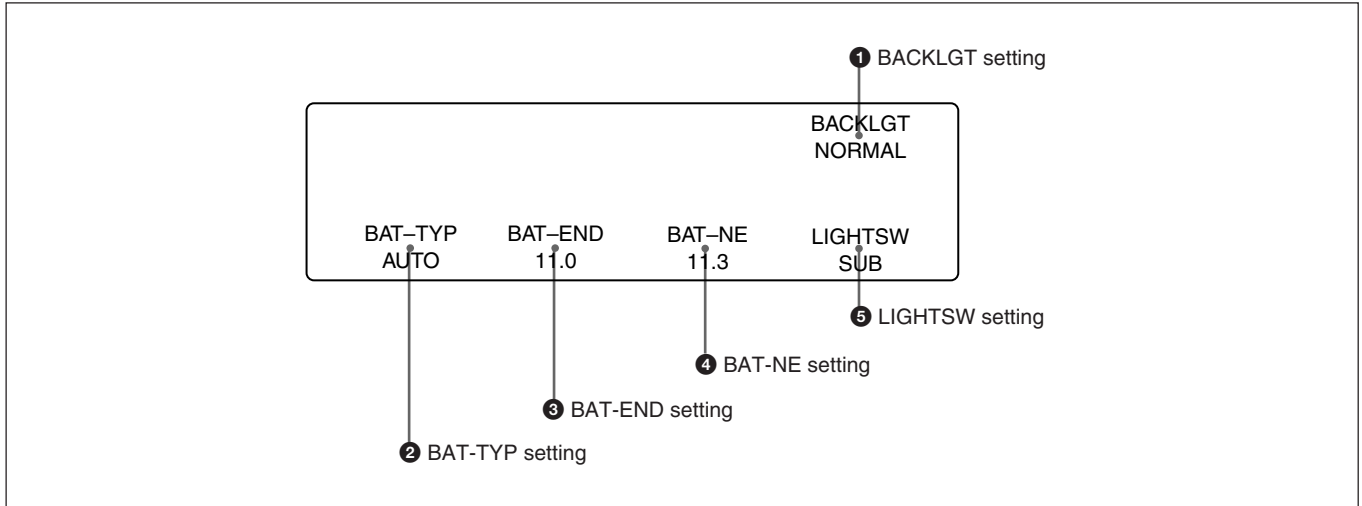 ❶ BACKLGT setting
BACKLGT
NORMAL
BAT–TYP BAT–END BAT–NE LIGHTSW
AUTO 11.0 11.3 SUB
❺ LIGHTSW setting
❹ BAT-NE setting
❸ BAT-END setting
❷ BAT-TYP setting